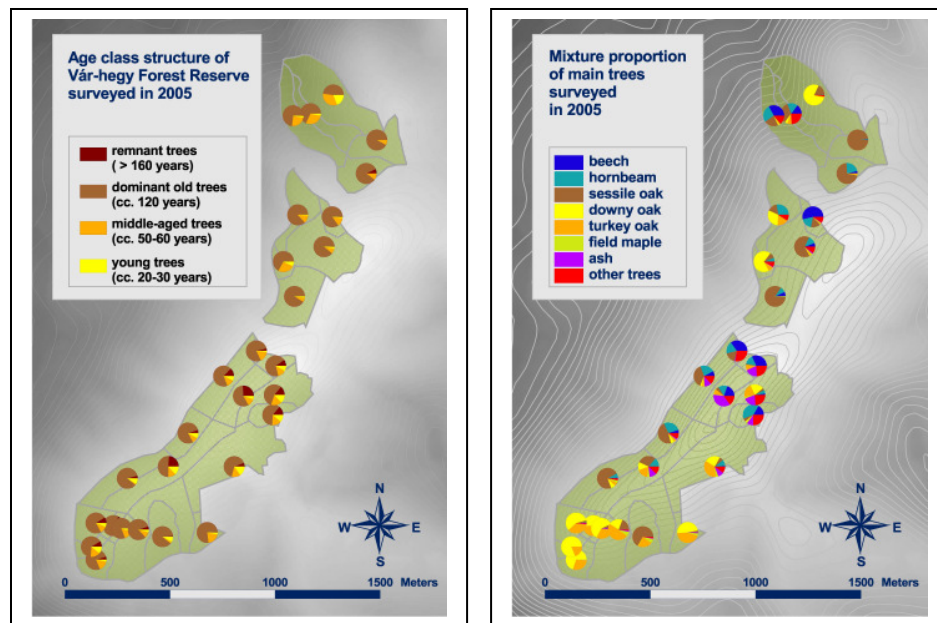 Age class structure of
Vár-hegy Forest Reserve
surveyed in 2005
remnant trees
( > 160 years)
dominant old trees
(cc. 120 years)
middle-aged trees
(cc. 50-60 years)
young trees
(cc. 20-30 years)
N
W E
S
0 500 1000 1500 Meters
Mixture proportion
of main trees
surveyed
in 2005
beech
hornbeam
sessile oak
downy oak
turkey oak
field maple
ash
other trees
N
W E
S
0 500 1000 1500 Meters